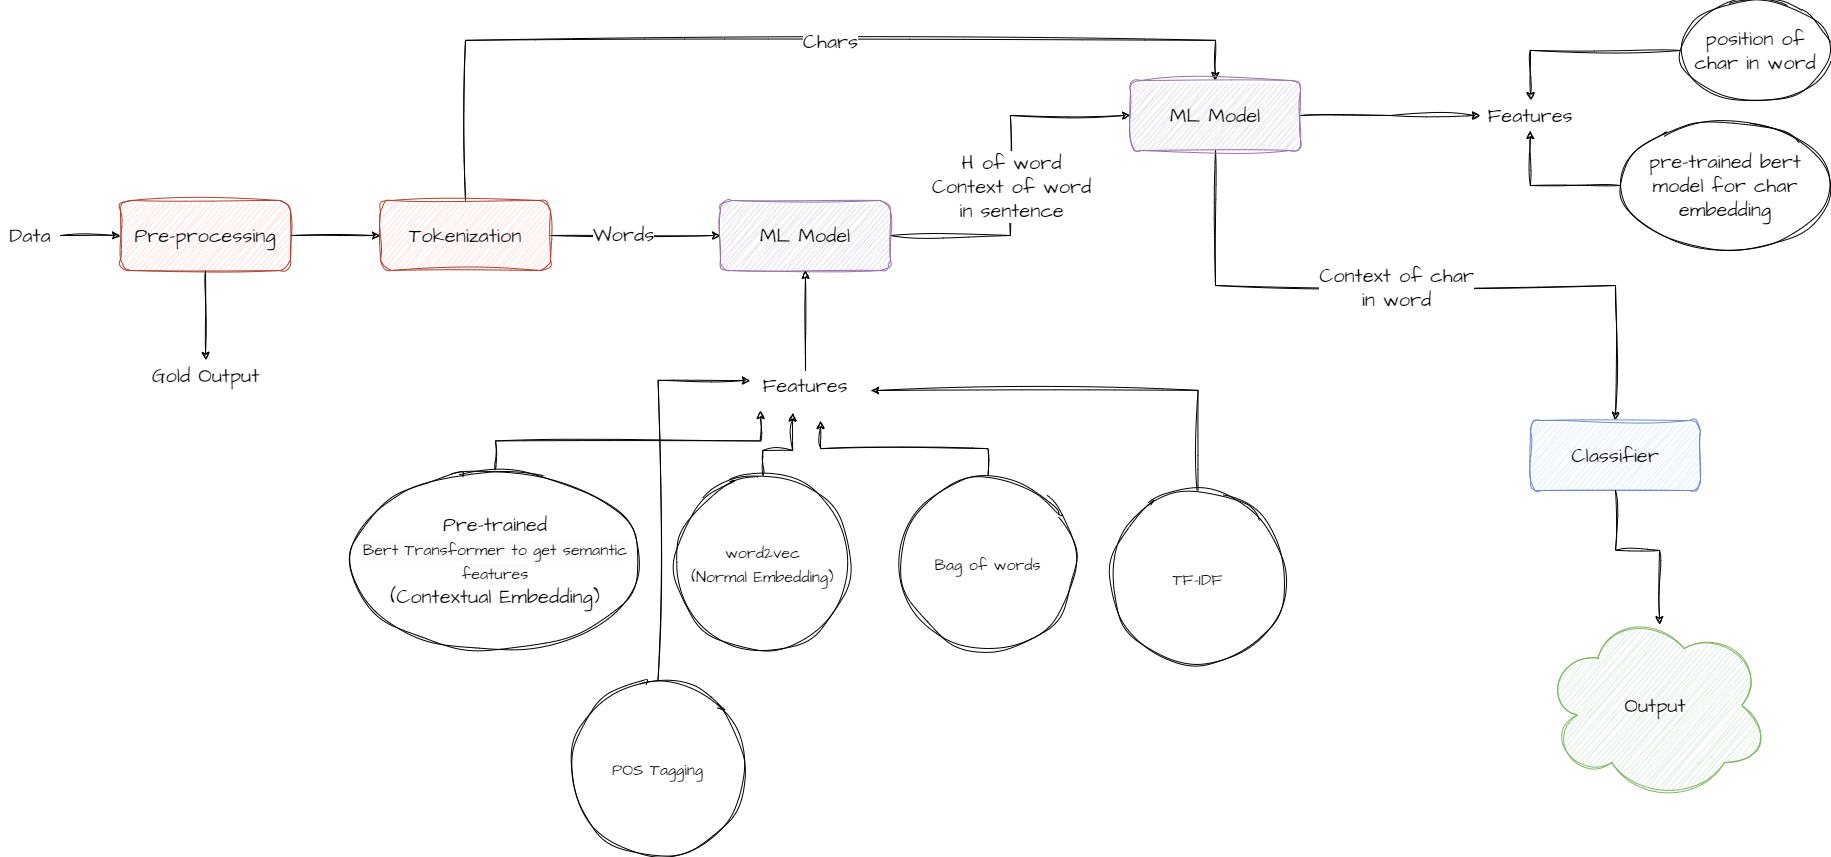 Chars
position of
char in word
ML Model
Features
H of word
Context of word
in sentence
pre-trained bert
model for char
embedding
Data
Pre-processing
Tokenization
Words
ML Model
Context of char
in word
Gold Output
Features
Classifier
Pre-trained
Bert Transformer to get semantic
features
(Contextual Embedding)
word2vec
(Normal Embedding)
Bag of words
TF-IDF
Output
POS Tagging